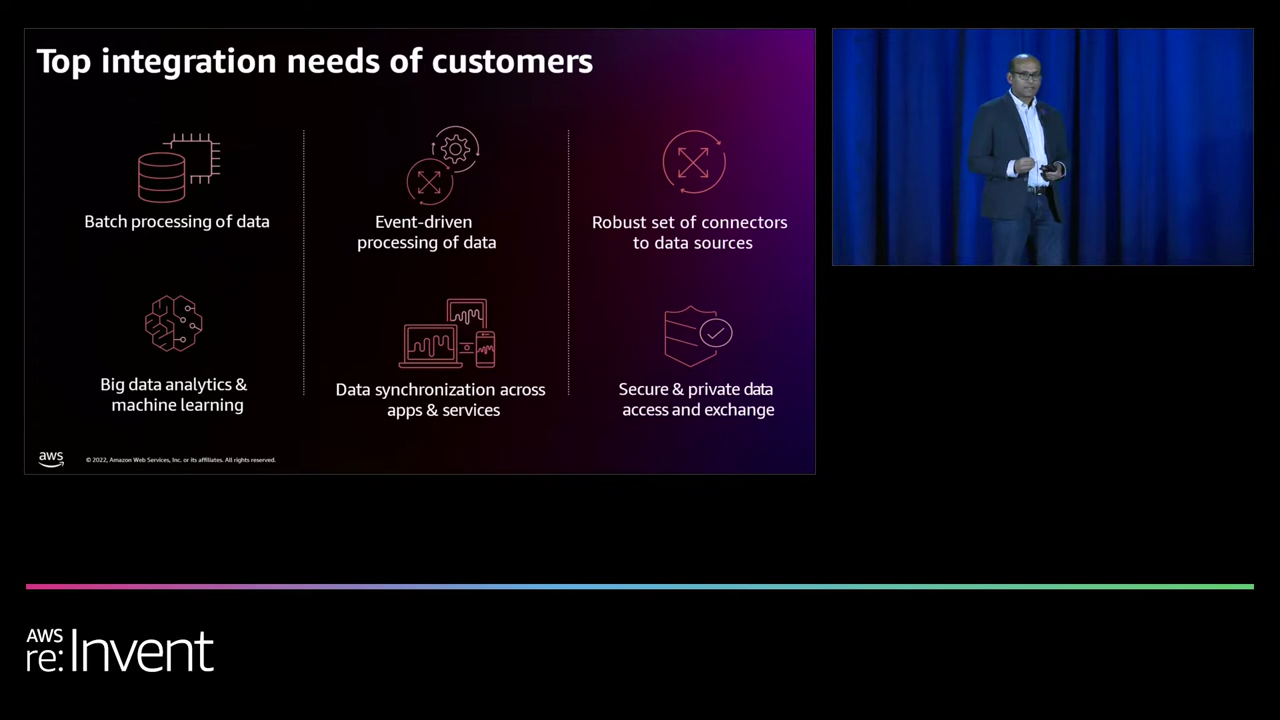 Top integration needs of customers
Batch processing of data
Event-driven
processing of data
Robust set of connectors
to data sources
Big data analytics &
machine learning
Data synchronization across
apps & services
Secure & private data
access and exchange
aws
© 2022, Amazon Web Services, Inc. or its affiliates. All rights reserved.
AWS
re:Invent